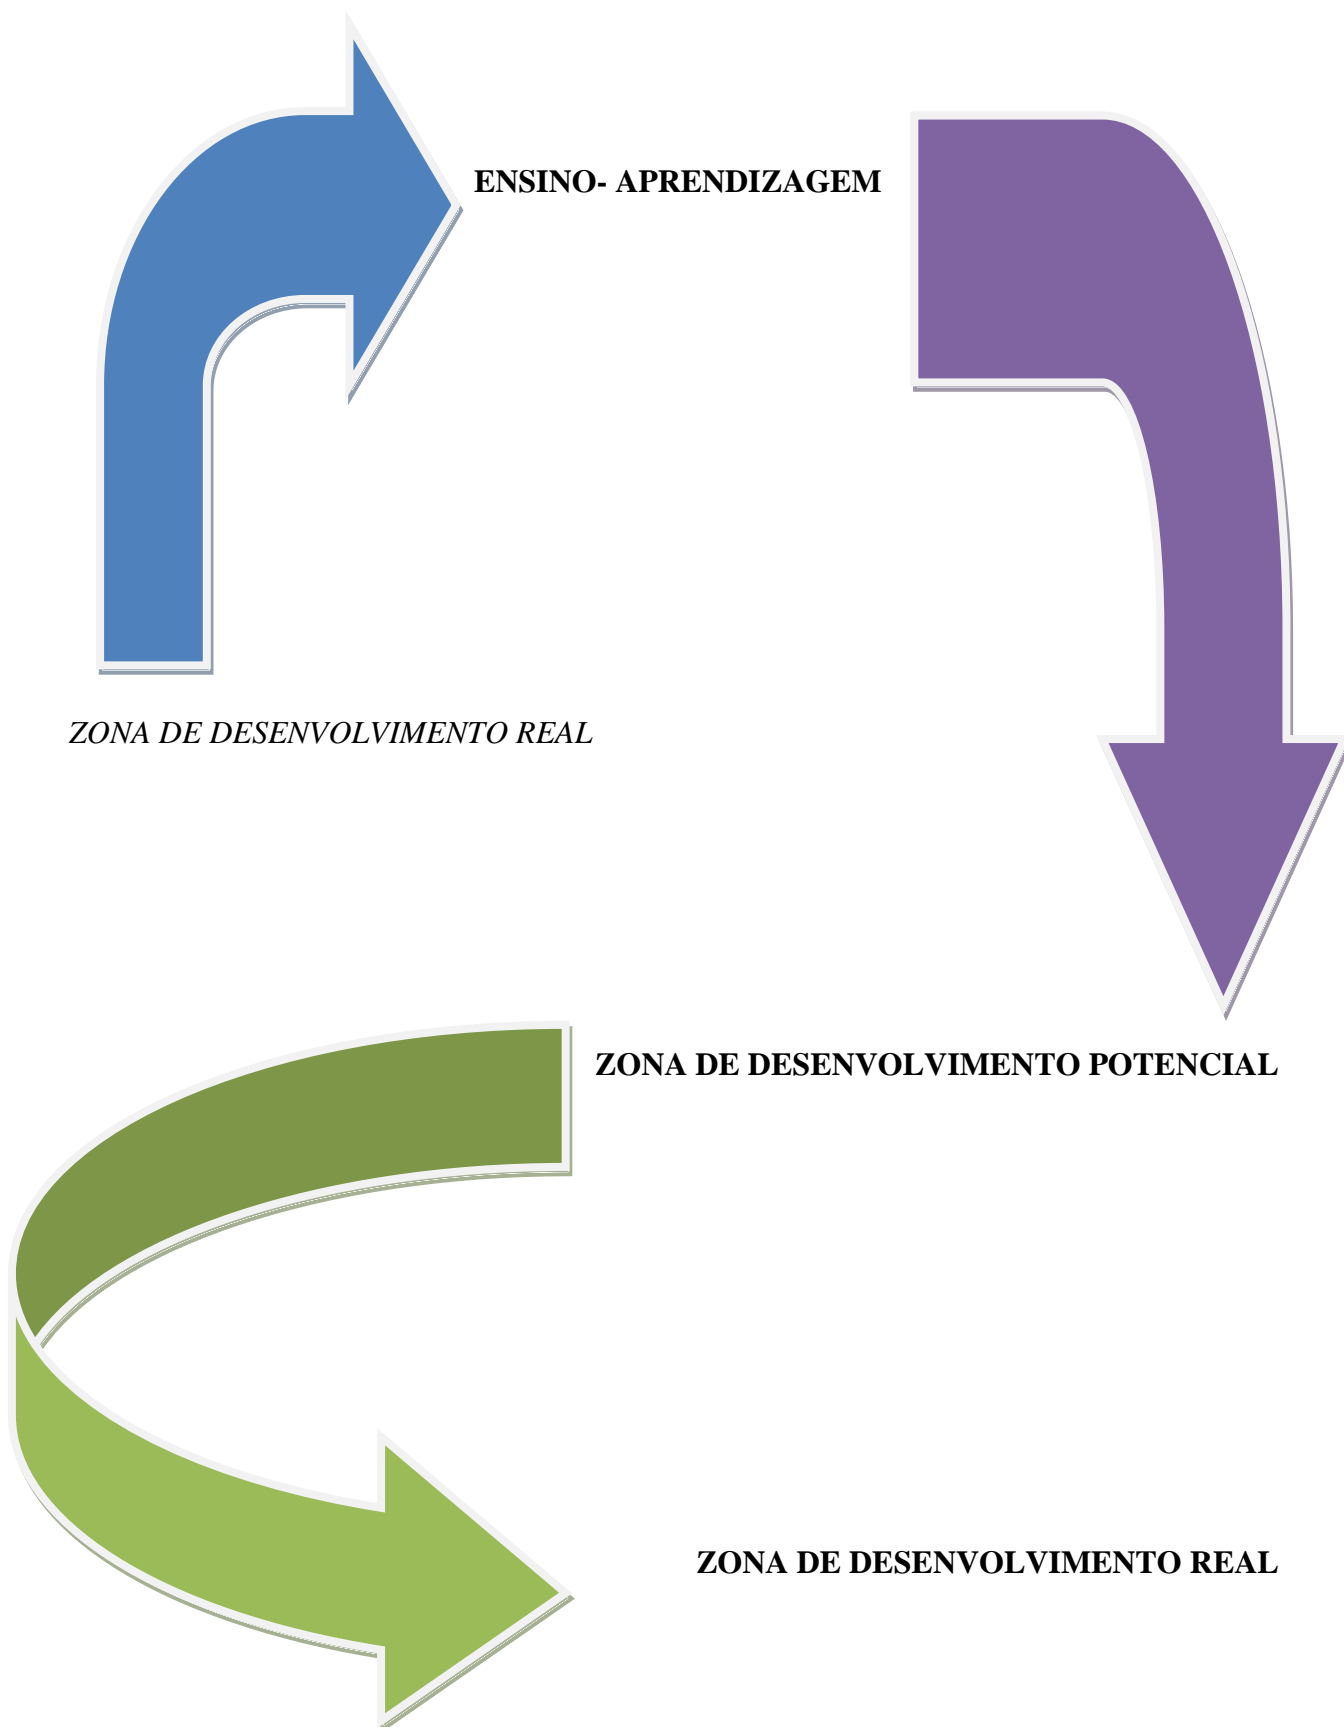 ENSINO- APRENDIZAGEM
ZONA DE DESENVOLVIMENTO REAL
ZONA DE DESENVOLVIMENTO POTENCIAL
ZONA DE DESENVOLVIMENTO REAL